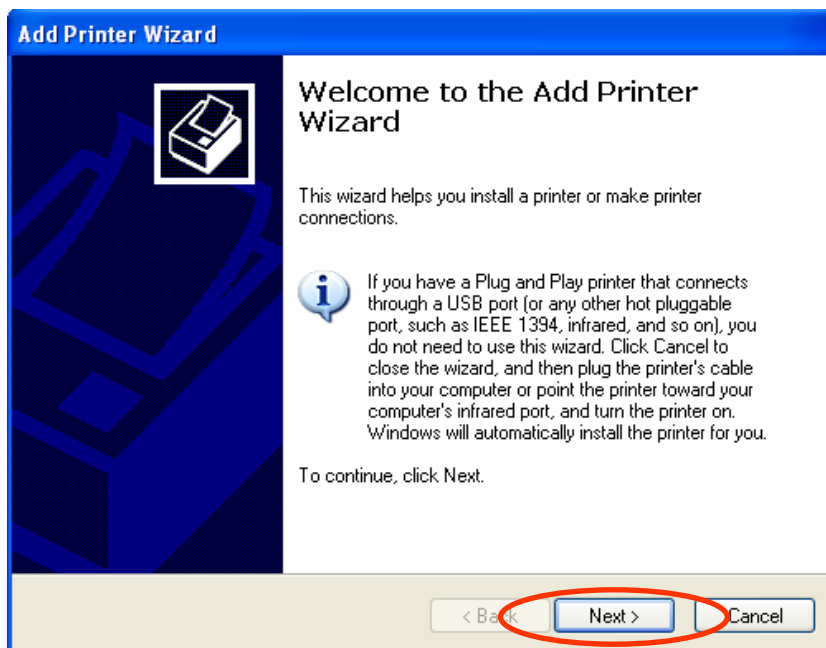 Add Printer Wizard
Welcome to the Add Printer
Wizard
This wizard helps you install a printer or make printer
connections.
If you have a Plug and Play printer that connects
through a USB port (or any other hot pluggable
port, such as IEEE 1394, infrared, and so on), you
do not need to use this wizard. Click Cancel to
close the wizard, and then plug the printer's cable
into your computer or point the printer toward your
computer's infrared port, and turn the printer on.
Windows will automatically install the printer for you.
To continue, click Next.
< Back Next > Cancel